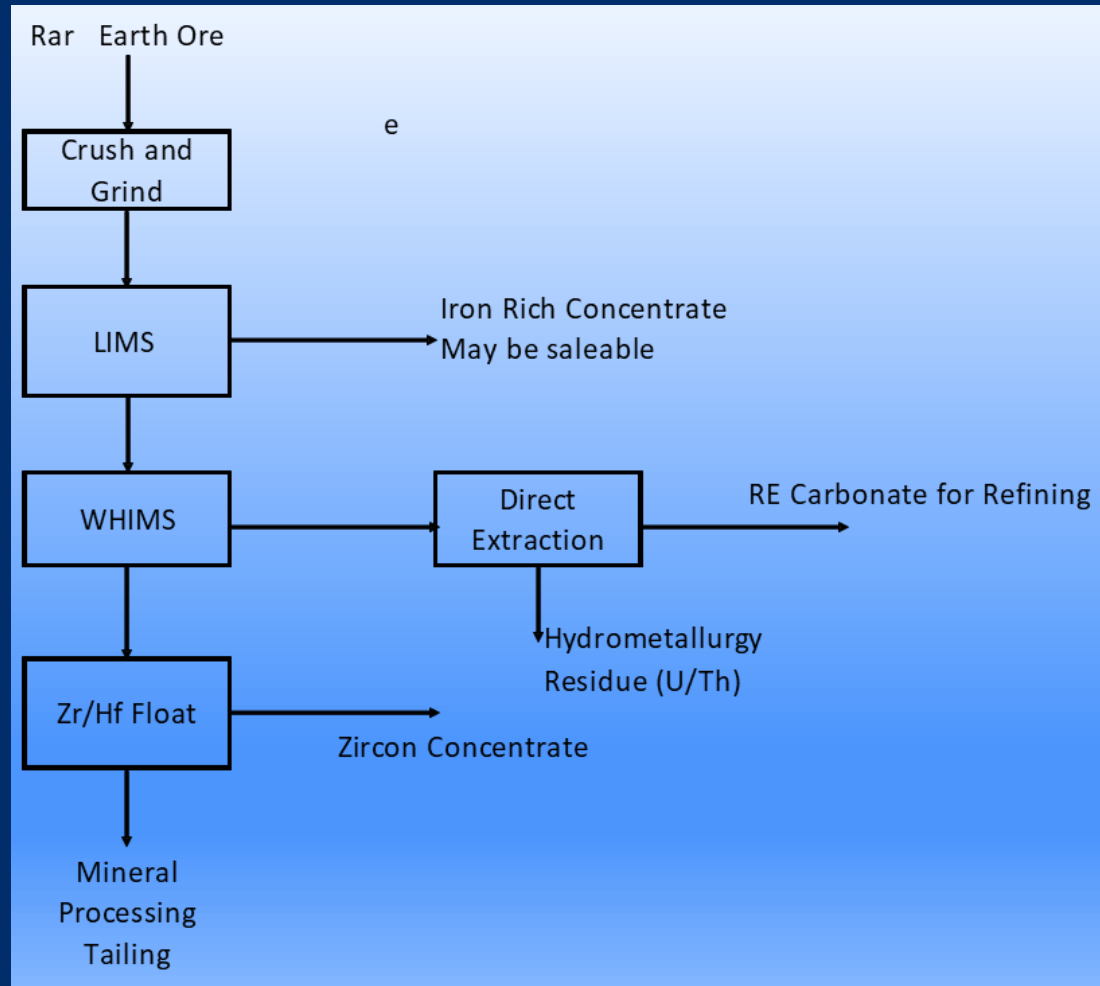 Rar Earth Ore
e
Crush and
Grind
LIMS
Iron Rich Concentrate
May be saleable
WHIMS
Direct
Extraction
RE Carbonate for Refining
Hydrometallurgy
Residue (U/Th)
Zr/Hf Float
Zircon Concentrate
Mineral
Processing
Tailing